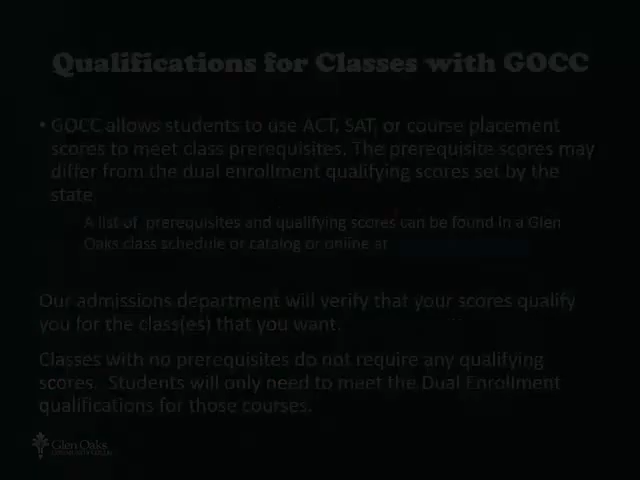 Qualifications for Classes with GOCC
• GOCC allows students to use ACT, SAT, or course placement
scores to meet class prerequisites. The prerequisite scores may
differ from the dual enrollment qualifying scores set by the
state
A list of prerequisites and qualifying scores can be found in a Glen
Oaks class schedule or catalog or online at
Our admissions department will verify that your scores qualify
you for the class(es) that you want.
Classes with no prerequisites do not require any qualifying
scores. Students will only need to meet the Dual Enrollment
qualifications for those courses.
Glen Oaks
COMMUNITY COLLEGE